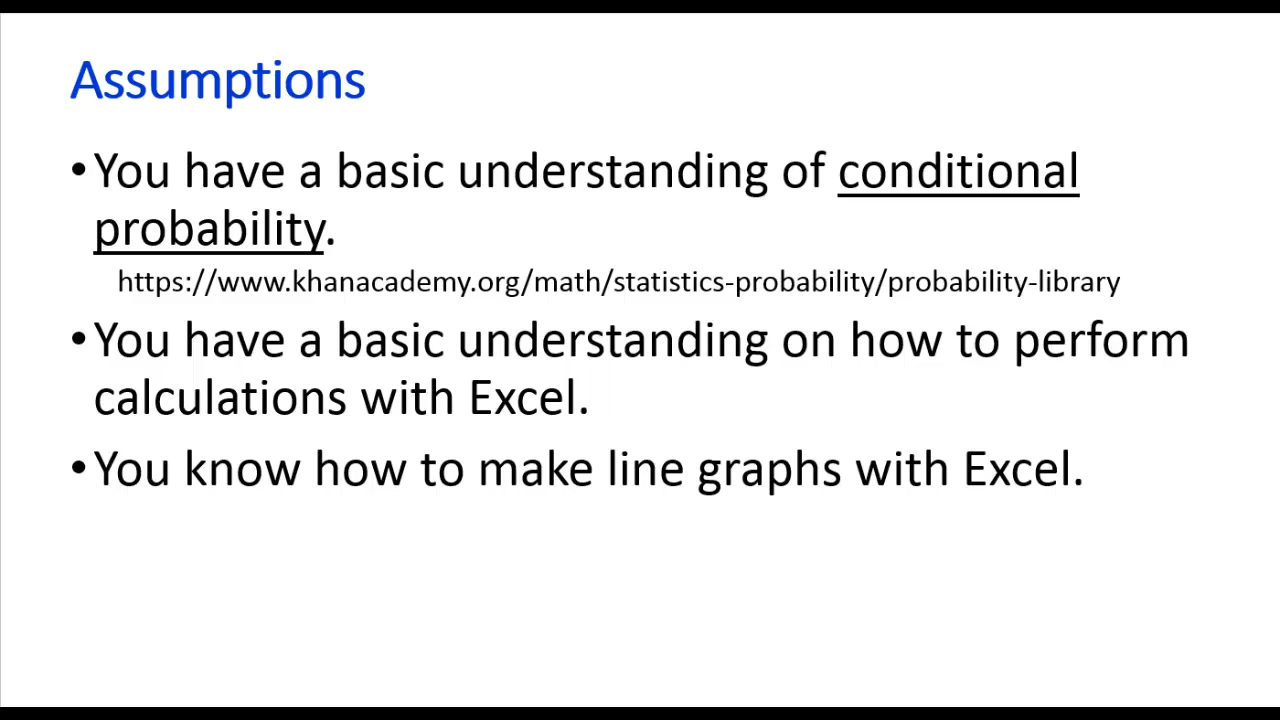 Assumptions
•You have a basic understanding of conditional
probability.
https://www.khanacademy.org/math/statistics-probability/probability-library
•You have a basic understanding on how to perform
calculations with Excel.
•You know how to make line graphs with Excel.